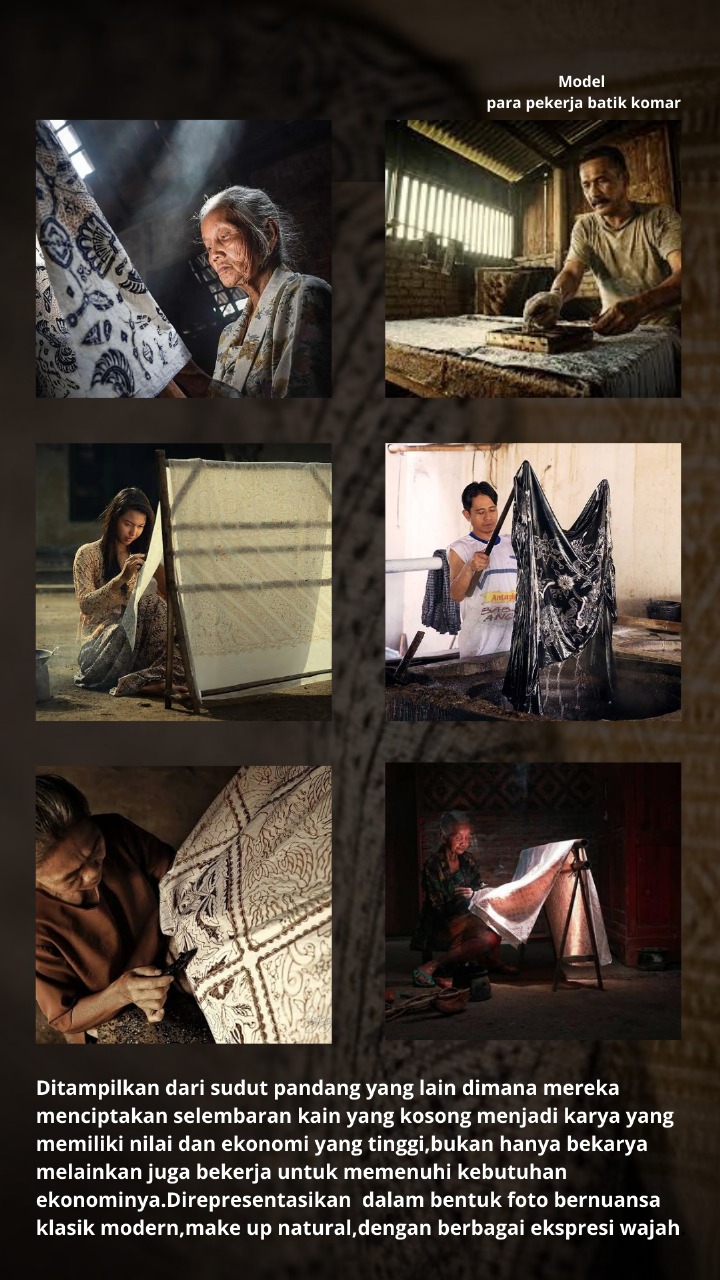 Model
para pekerja batik komar
Ditampilkan dari sudut pandang yang lain dimana mereka
menciptakan selembaran kain yang kosong menjadi karya yang
memiliki nilai dan ekonomi yang tinggi,bukan hanya bekarya
melainkan juga bekerja untuk memenuhi kebutuhan
ekonominya.Direpresentasikan  dalam bentuk foto bernuansa
klasik modern,make up natural,dengan berbagai ekspresi wajah